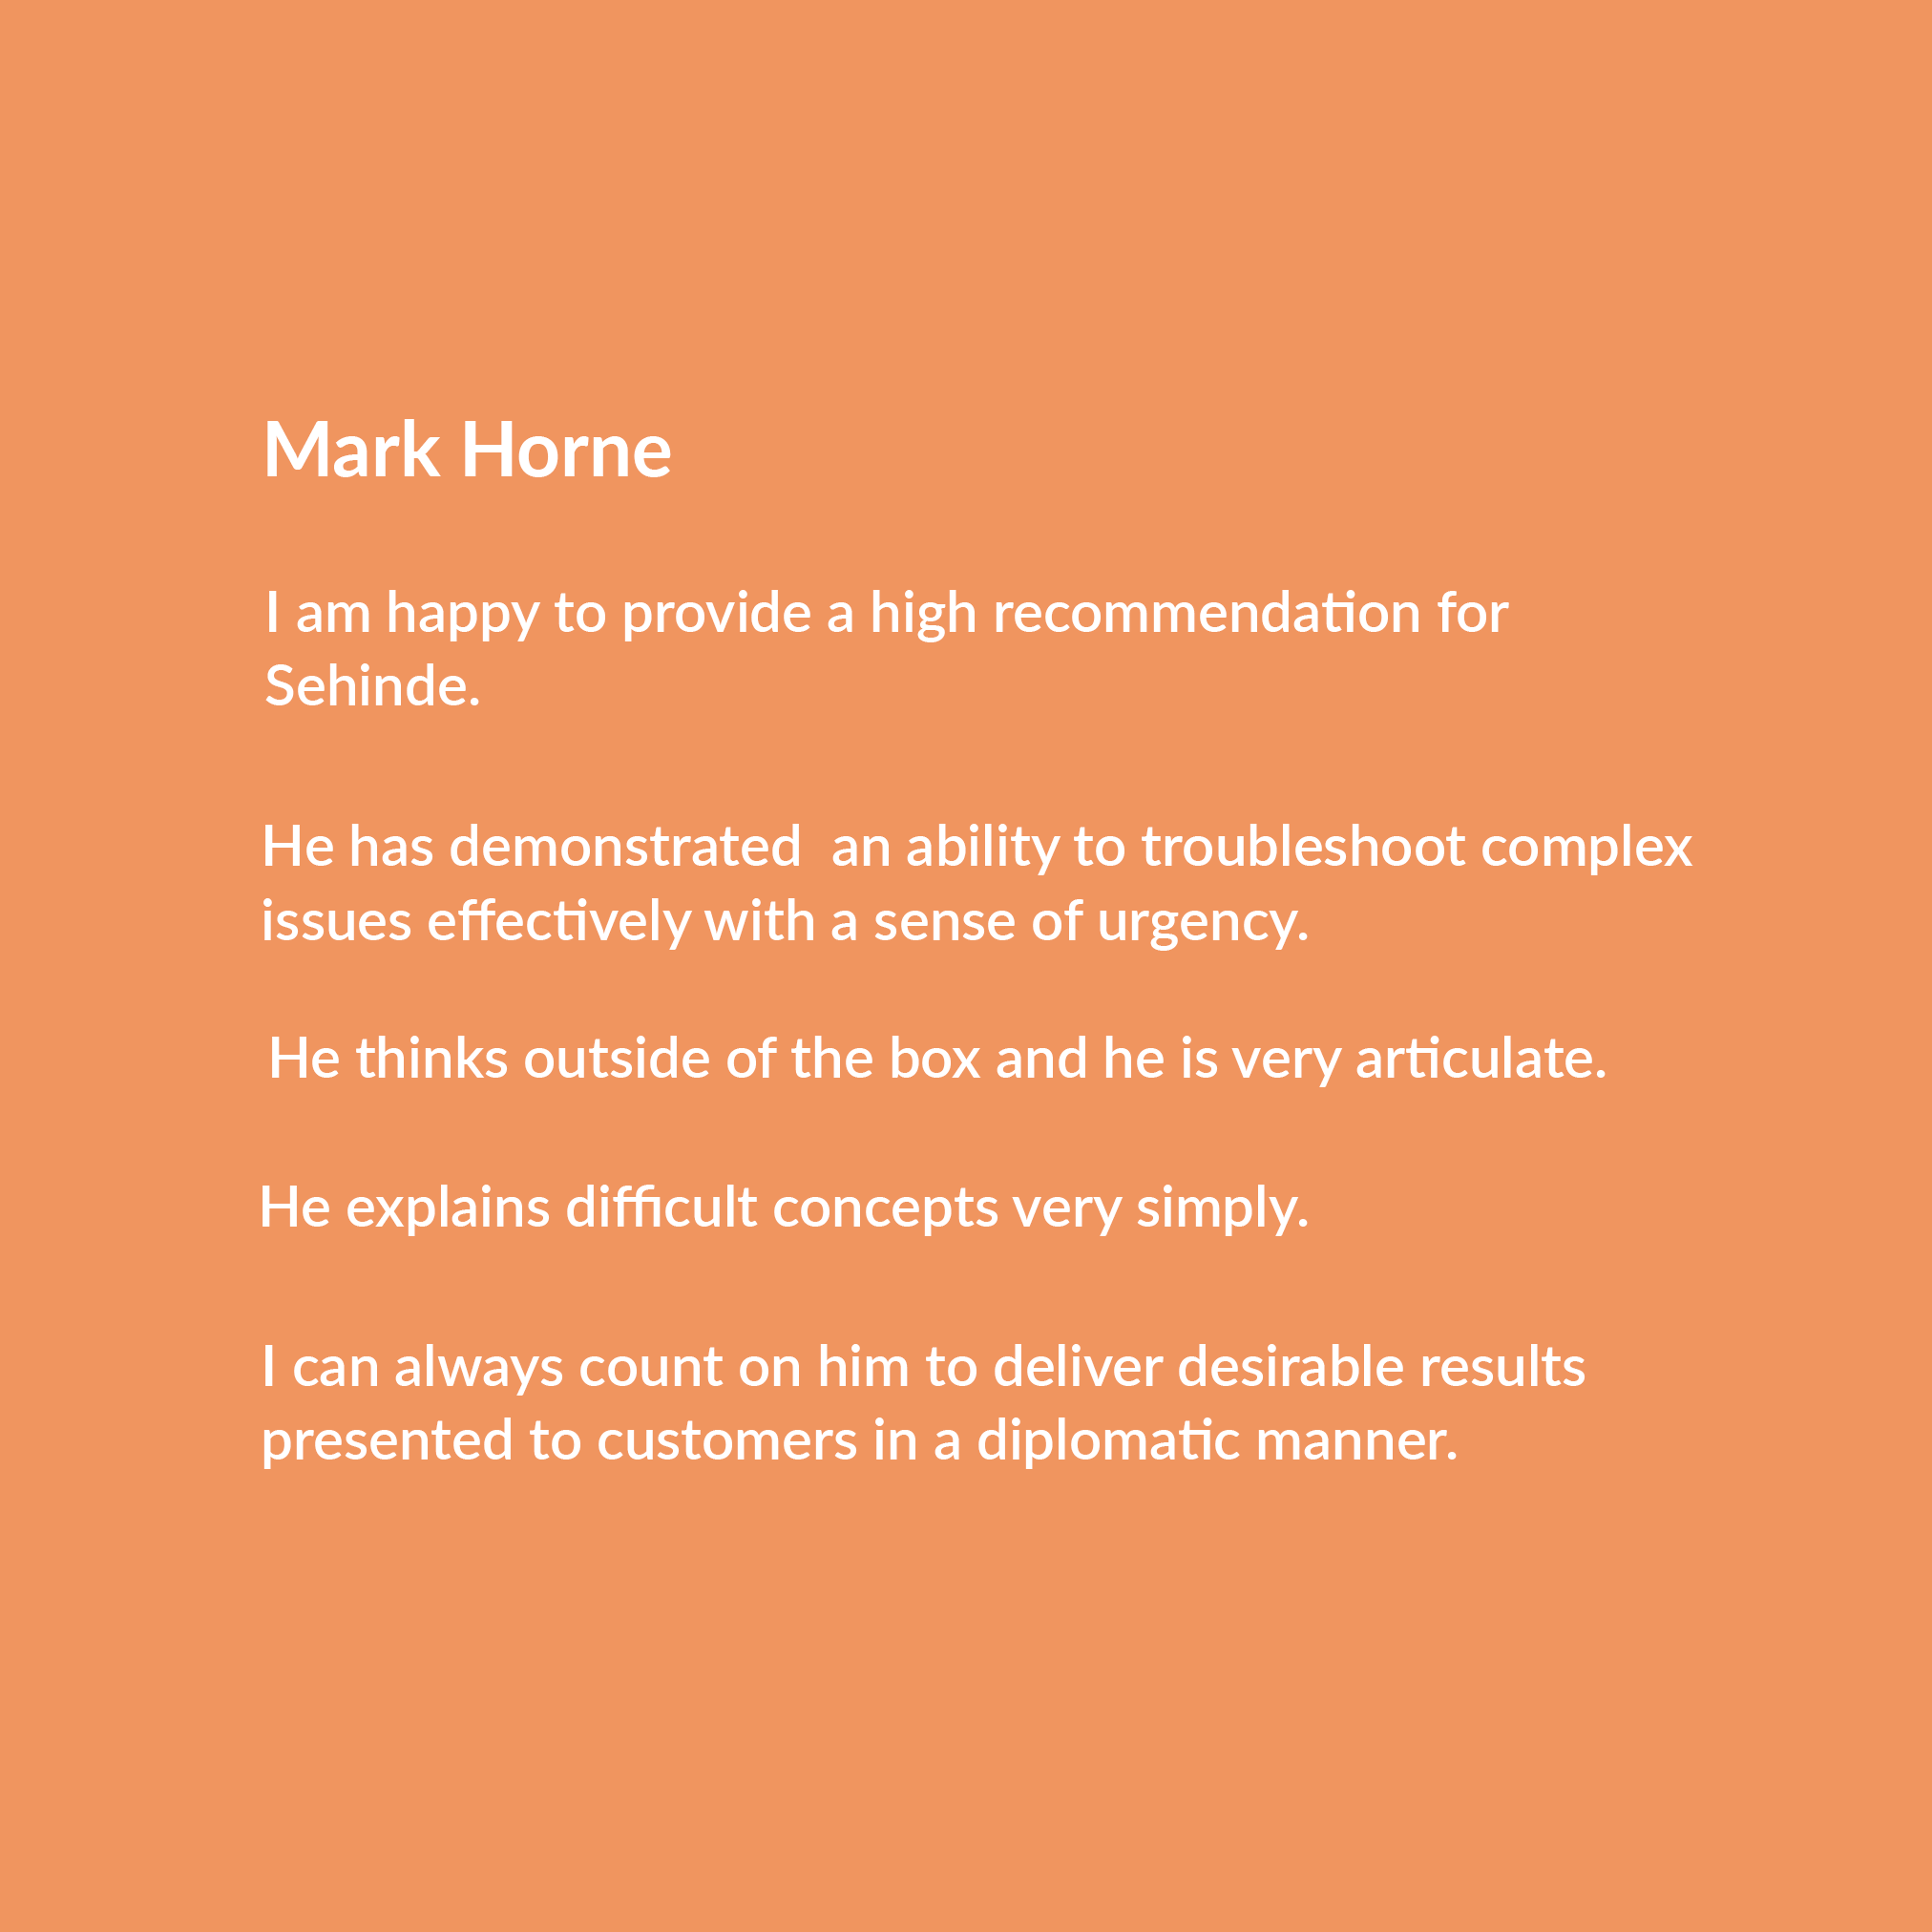 Mark Horne
I am happy to provide a high recommendation for
Sehinde.
He has demonstrated  an ability to troubleshoot complex
issues effectively with a sense of urgency.
He thinks outside of the box and he is very articulate.
He explains difficult concepts very simply.
I can always count on him to deliver desirable results
presented to customers in a diplomatic manner.